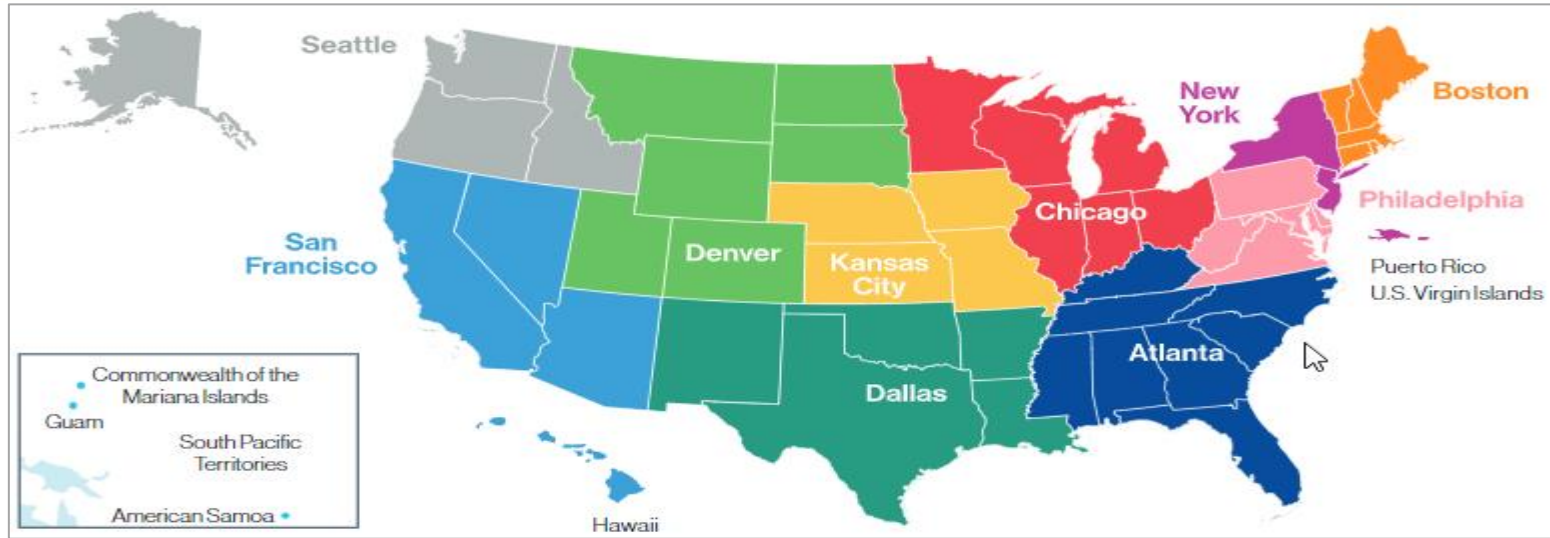 Seattle
New
York
Boston
Philadelphia
Chicago
San
Francisco
Denver
Kansas
City
Puerto Rico
U.S. Virgin Islands
Atlanta
Dallas
Commonwealth of the
Mariana Islands
Guam
South Pacific
Territories
American Samoa
Hawaii